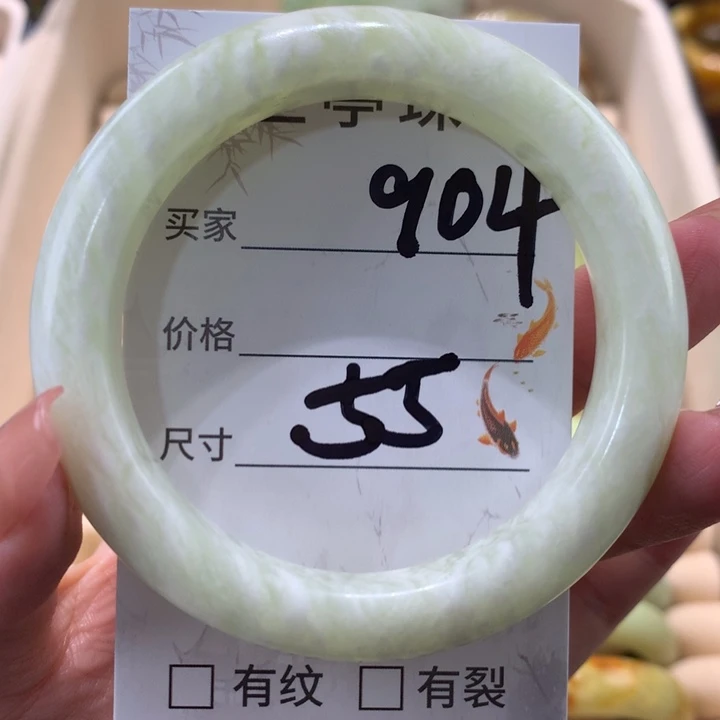 买家 904
价格
尺寸 55
有纹 有裂